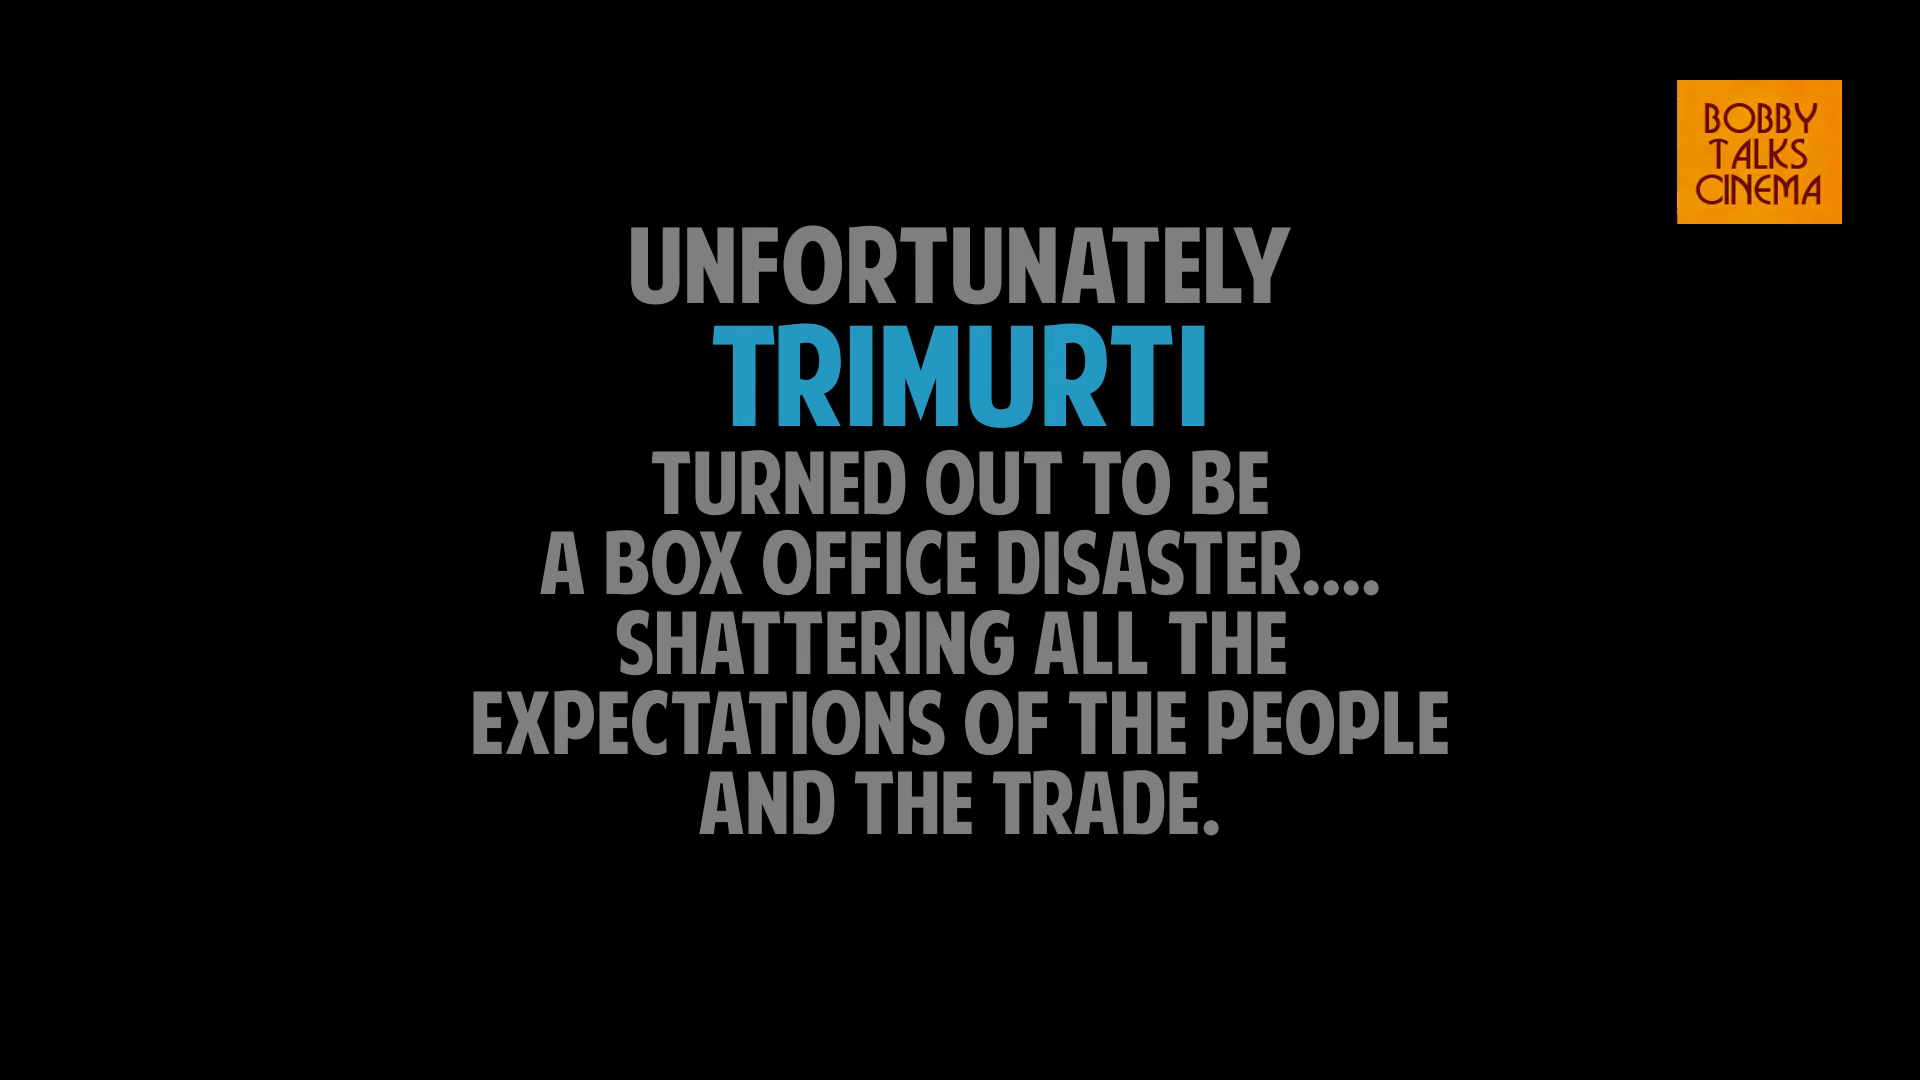 BOBBY
TALKS
CINEMA
UNFORTUNATELY
TRIMURTI
TURNED OUT TO BE
A BOX OFFICE DISASTER....
SHATTERING ALL THE
EXPECTATIONS OF THE PEOPLE
AND THE TRADE.